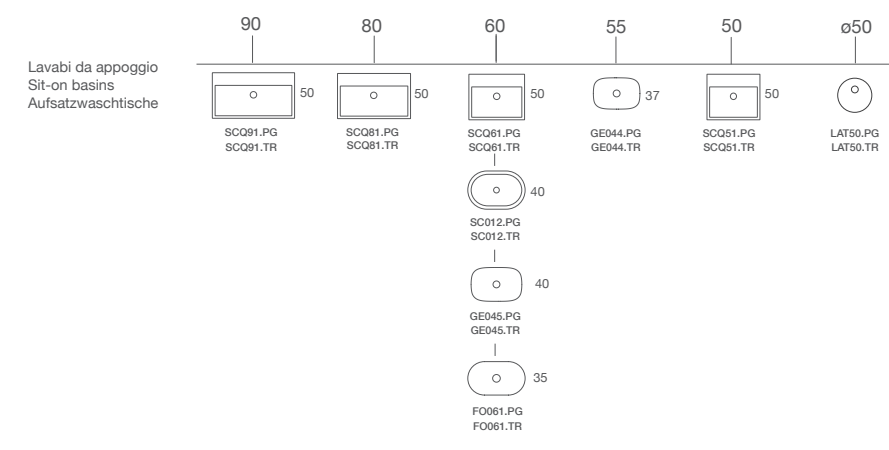 90 80 60 55 50 ø50
Lavabi da appoggio
Sit-on basins
Aufsatzwaschtische
50 50 50 37 50
SCQ91.PG SCQ81.PG SCQ61.PG GE044.PG SCQ51.PG LAT50.PG
SCQ91.TR SCQ81.TR SCQ61.TR GE044.TR SCQ51.TR LAT50.TR
40
SC012.PG
SC012.TR
40
GE045.PG
GE045.TR
35
FO061.PG
FO061.TR